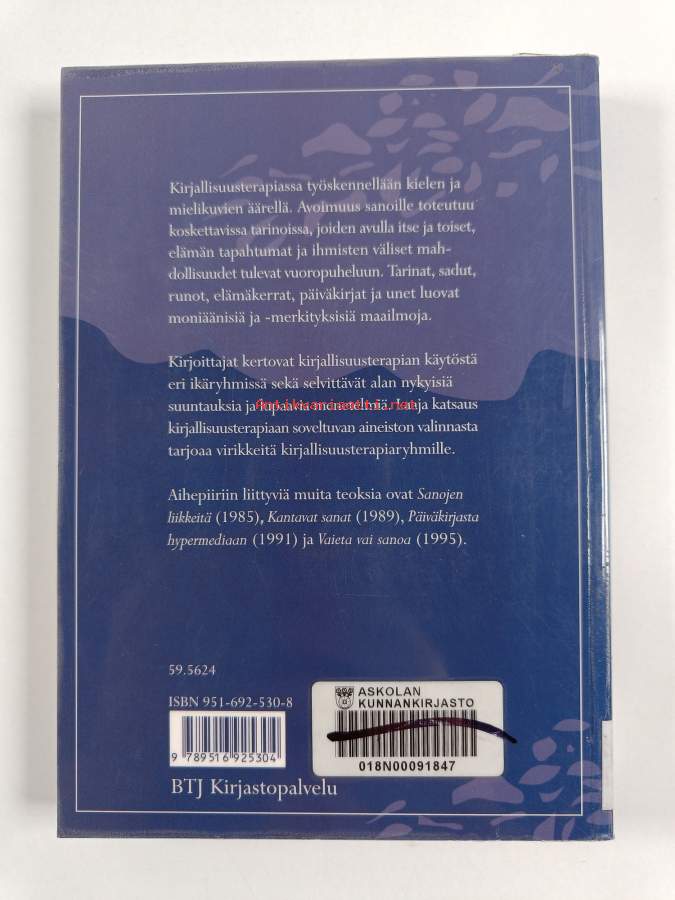 Kirjallisuusterapiassa työskennellään kielen ja
mielikuvien äärellä. Avoimuus sanoille toteutuu
koskettavissa tarinoissa, joiden avulla itse ja toiset,
elämän tapahtumat ja ihmisten väliset mah-
dollisuudet tulevat vuoropuheluun. Tarinat, sadut,
runot, elämäkerrat, päiväkirjat ja unet luovat
moniäänisiä ja -merkityksisiä maailmoja.
Kirjoittajat kertovat kirjallisuusterapian käytöstä
eri ikäryhmissä sekä selvittävät alan nykyisiä
suuntauksia ja lupaavia menetelmiä. Laaja katsaus
kirjallisuusterapiaan soveltuvan aineiston valinnasta
tarjoaa virikkeitä kirjallisuusterapiaryhmille.
Aihepiiriin liittyviä muita teoksia ovat Sanojen
liikkeitä (1985), Kantavat sanat (1989), Päiväkirjasta
hypermediaan (1991) ja Vaieta vai sanoa (1995).
59.5624
ISBN 951-692-530-8
9 789516 925304
BTJ Kirjastopalvelu
ASKOLAN
KUNNANKIRJASTO
018N00091847